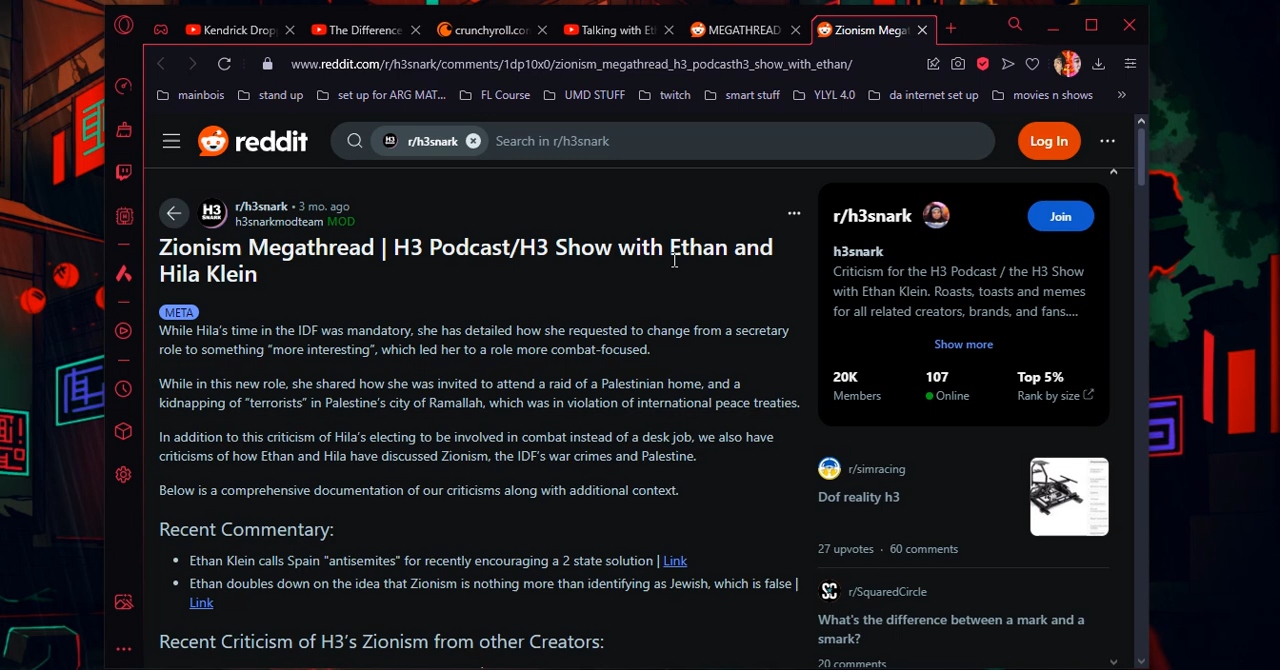 Kendrick Drop
The Difference
crunchyroll.co
Talking with Et
MEGATHREAD
Zionism Mega
www.reddit.com/r/h3snark/comments/1dp10x0/zionism_megathread_h3_podcasth3_show_with_ethan/
mainbois
stand up
set up for ARG MAT...
FL Course
UMD STUFF
twitch
smart stuff
YLYL 4.0
da internet set up
movies n shows
reddit
r/h3snark
Search in r/h3snark
Log In
H3 SNARK
r/h3snark • 3 mo. ago
h3snarkmodteam MOD
Zionism Megathread | H3 Podcast/H3 Show with Ethan and
Hila Klein
META
While Hila's time in the IDF was mandatory, she has detailed how she requested to change from a secretary
role to something “more interesting”, which led her to a role more combat-focused.
While in this new role, she shared how she was invited to attend a raid of a Palestinian home, and a
kidnapping of “terrorists” in Palestine's city of Ramallah, which was in violation of international peace treaties.
In addition to this criticism of Hila's electing to be involved in combat instead of a desk job, we also have
criticisms of how Ethan and Hila have discussed Zionism, the IDF's war crimes and Palestine.
Below is a comprehensive documentation of our criticisms along with additional context.
Recent Commentary:
• Ethan Klein calls Spain "antisemites" for recently encouraging a 2 state solution | Link
• Ethan doubles down on the idea that Zionism is nothing more than identifying as Jewish, which is false |
Link
Recent Criticism of H3's Zionism from other Creators:
r/h3snark
Join
h3snark
Criticism for the H3 Podcast / the H3 Show
with Ethan Klein. Roasts, toasts and memes
for all related creators, brands, and fans....
Show more
20K
Members
107
Online
Top 5%
Rank by size
r/simracing
Dof reality h3
27 upvotes · 60 comments
r/SquaredCircle
What's the difference between a mark and a
smark?
20 comments